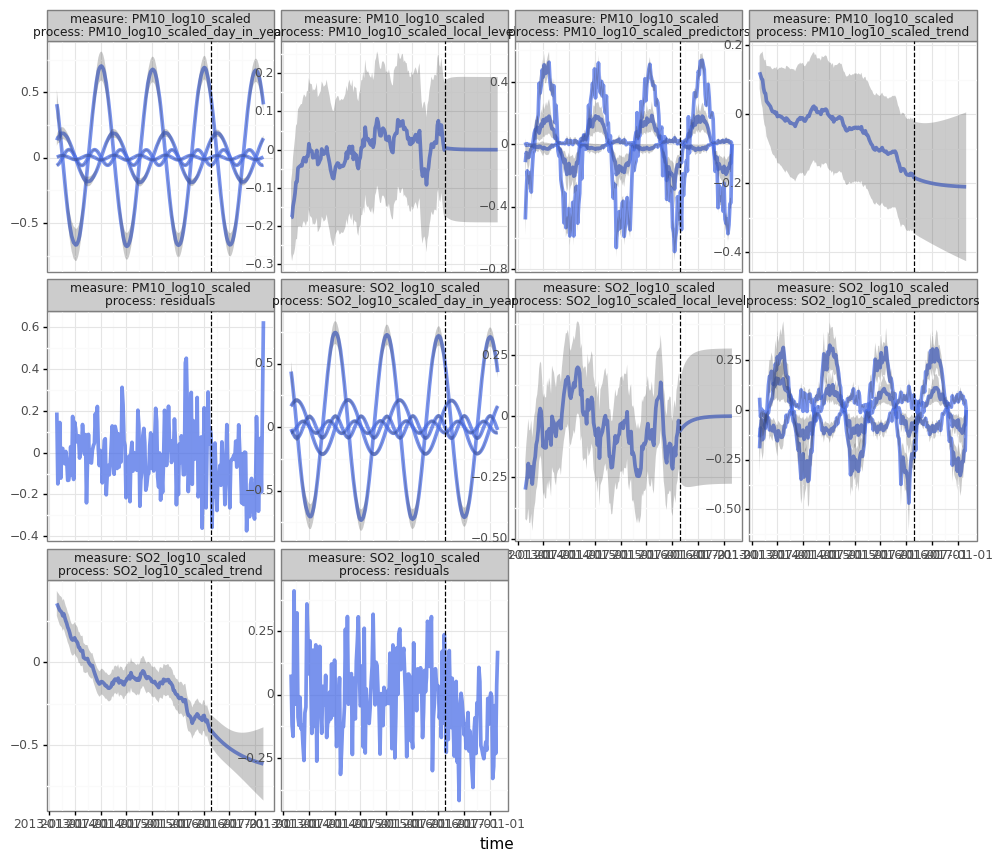 measure: PM10_log10_scaled
process: PM10_log10_scaled_day_in_year
measure: PM10_log10_scaled
process: PM10_log10_scaled_local_level
measure: PM10_log10_scaled
process: PM10_log10_scaled_predictors
measure: PM10_log10_scaled
process: PM10_log10_scaled_trend
0.5
0
−0.5
0.2
0.1
0
−0.1
−0.2
−0.3
0.4
0
−0.4
−0.8
0.2
0
−0.2
−0.4
measure: PM10_log10_scaled
process: residuals
measure: SO2_log10_scaled
process: SO2_log10_scaled_day_in_year
measure: SO2_log10_scaled
process: SO2_log10_scaled_local_level
measure: SO2_log10_scaled
process: SO2_log10_scaled_predictors
0.6
0.4
0.2
0
−0.2
−0.4
0.5
0
−0.5
0.25
0
−0.25
−0.50
0.25
0
−0.25
−0.50
measure: SO2_log10_scaled
process: SO2_log10_scaled_trend
measure: SO2_log10_scaled
process: residuals
0
−0.5
0.25
0
−0.25
time